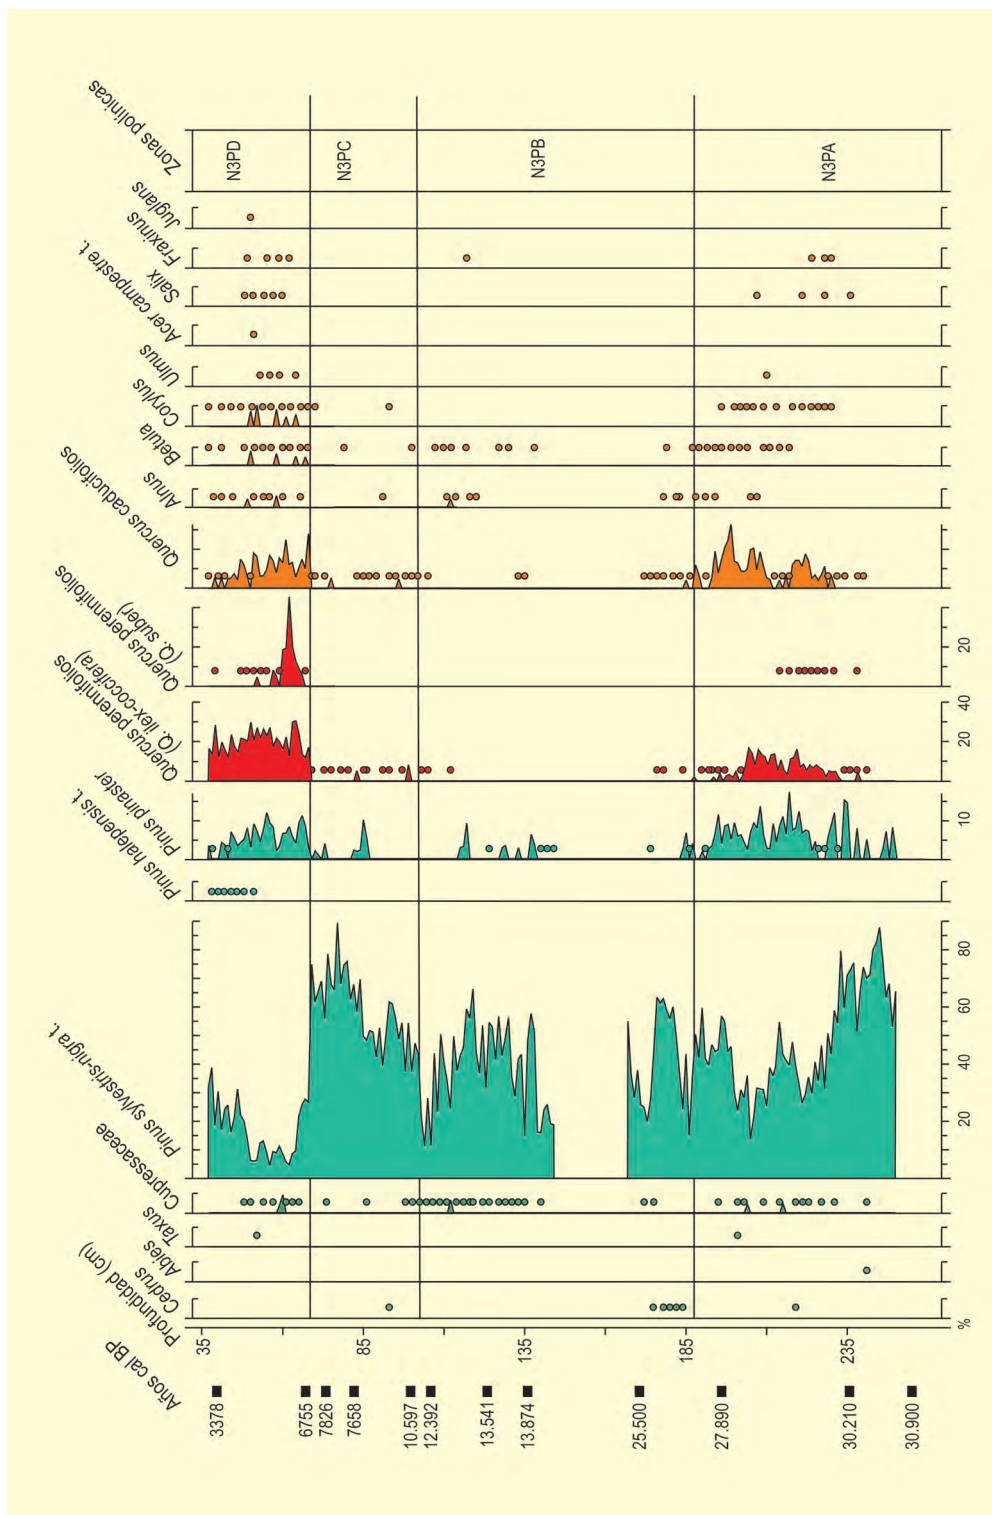 Años cal BP
Profundidad (cm)
Cedrus
Abies
Taxus
Cupressaceae
Pinus sylvestris-nigra t.
Pinus halepensis t.
Pinus pinaster
Quercus perennifolios
(Q. ilex-coccifera)
Quercus perennifolios
(Q. suber)
Quercus caducifolios
Alnus
Betula
Corylus
Ulmus
Acer campestre t.
Salix
Fraxinus
Juglans
Zonas polínicas
3378
6755
7826
7658
10.597
12.392
13.541
13.874
25.500
27.890
30.210
30.900
35
85
135
185
235
N3PD
N3PC
N3PB
N3PA
%
20
40
60
80
10
20
40
20